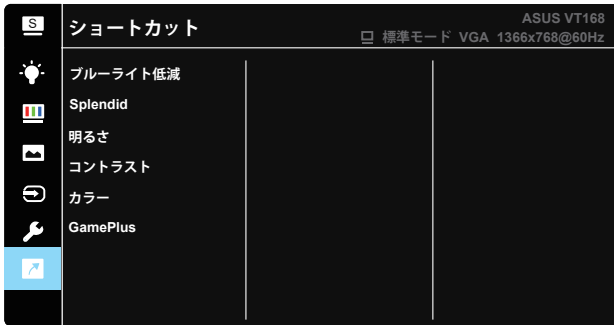 S
ショートカット
ASUS VT168
標準モード VGA 1366x768@60Hz
ブルーライト低減
Splendid
明るさ
コントラスト
カラー
GamePlus